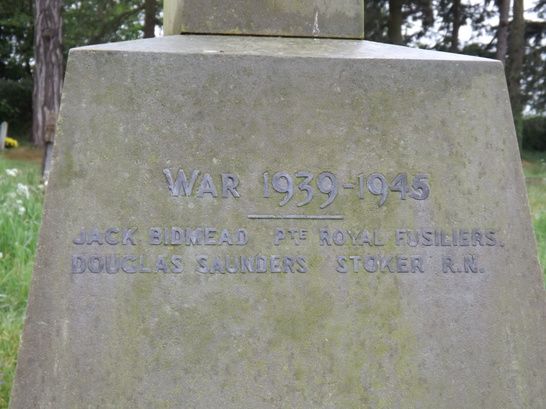 WAR 1939-1945
JACK BIDMEAD PTE ROYAL FUSILIERS.
DOUGLAS SAUNDERS STOKER R.N.